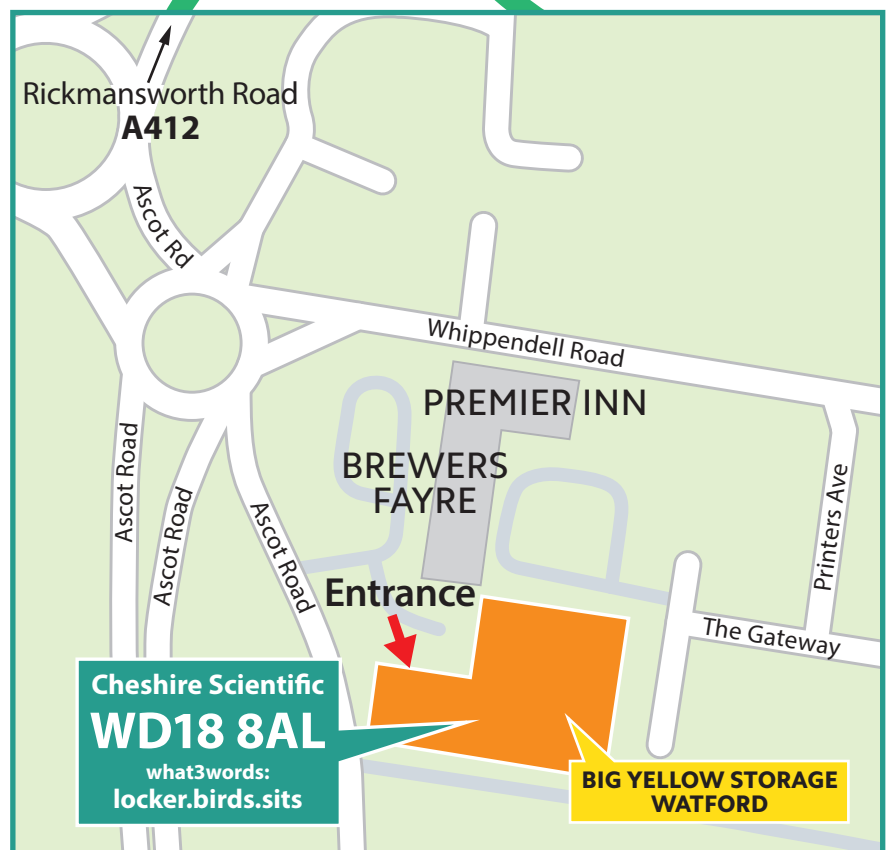 Rickmansworth Road
A412
Ascot Rd
Whippendell Road
PREMIER INN
BREWERS
FAYRE
Ascot Road
Ascot Road
Ascot Road
Printers Ave
Entrance
The Gateway
Cheshire Scientific
WD18 8AL
what3words:
locker.birds.sits
BIG YELLOW STORAGE
WATFORD